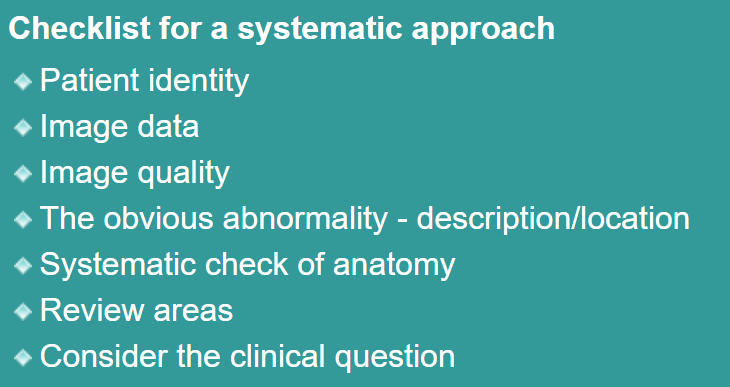 Checklist for a systematic approach
Patient identity
Image data
Image quality
The obvious abnormality - description/location
Systematic check of anatomy
Review areas
Consider the clinical question